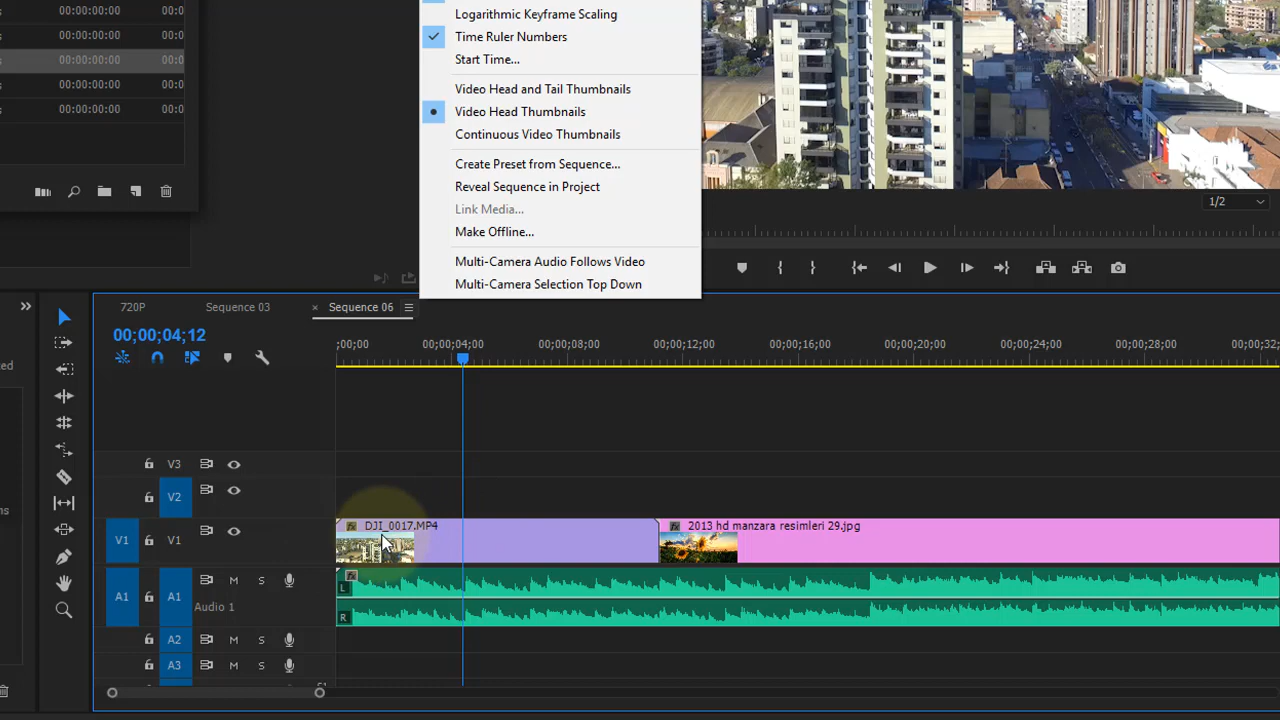 00:00:00:00 00:0
00:00:00:00 00:0
00:00:00:00 00:0
00:00:00:00 00:0
00:00:00:00 00:0
Logarithmic Keyframe Scaling
Time Ruler Numbers
Start Time...
Video Head and Tail Thumbnails
Video Head Thumbnails
Continuous Video Thumbnails
Create Preset from Sequence...
Reveal Sequence in Project
Link Media...
Make Offline...
Multi-Camera Audio Follows Video
Multi-Camera Selection Top Down
1/2
720P
Sequence 03
× Sequence 06
00;00;04;12
;00;00 00;00;04;00 00;00;08;00 00;00;12;00 00;00;16;00 00;00;20;00 00;00;24;00 00;00;28;00 00;00;32;
V3
V2
V1 V1
fx DJI_0017.MP4
fx 2013 hd manzara resimleri 29.jpg
A1 A1 M S
Audio 1
L
R
A2 M S
A3 M S